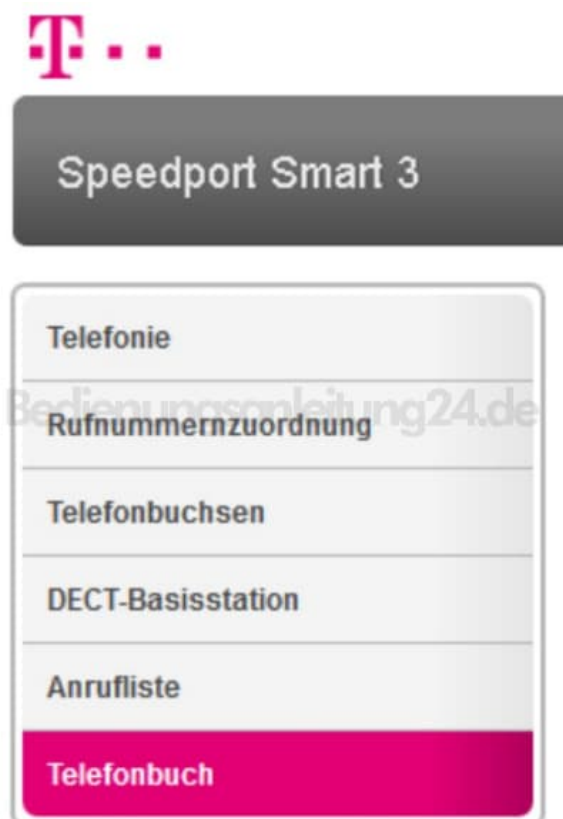 T
Speedport Smart 3
Telefonie
Bedienungsanleitung24.de
Rufnummernzuordnung
Telefonbuchsen
DECT-Basisstation
Anrufliste
Telefonbuch